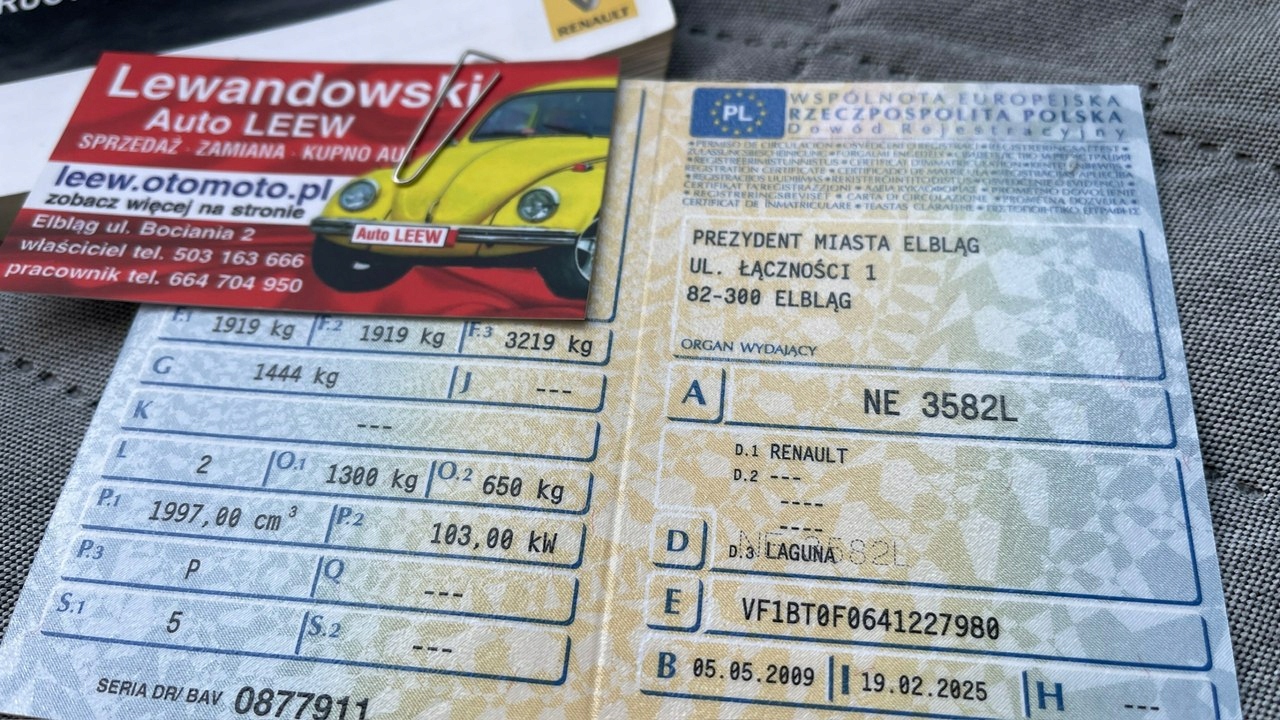 RENAULT
Lewandowski
Auto LEEW
SPRZEDAŻ - ZAMIANA - KUPNO AU
leew.otomoto.pl
zobacz więcej na stronie
Elbląg ul. Bociania 2
właściciel tel. 503 163 666
pracownik tel. 664 704 950
Auto LEEW
F.1 1919 kg F.2 1919 kg F.3 3219 kg
G 1444 kg J ---
K ---
L 2 O.1 1300 kg O.2 650 kg
P.1 1997,00 cm³ P.2 103,00 kW
P.3 P Q ---
S.1 5 S.2 ---
SERIA DR/ BAV 0877911
PL
WSPÓLNOTA EUROPEJSKA
RZECZPOSPOLITA POLSKA
Dowód Rejestracyjny
PREZYDENT MIASTA ELBLĄG
UL. ŁĄCZNOŚCI 1
82-300 ELBLĄG
ORGAN WYDAJĄCY
A NE 3582L
D.1 RENAULT
D.2 ---
----
----
D D.3 LAGUNA
NE 3582L
E VF1BT0F0641227980
B 05.05.2009 I 19.02.2025 H ---